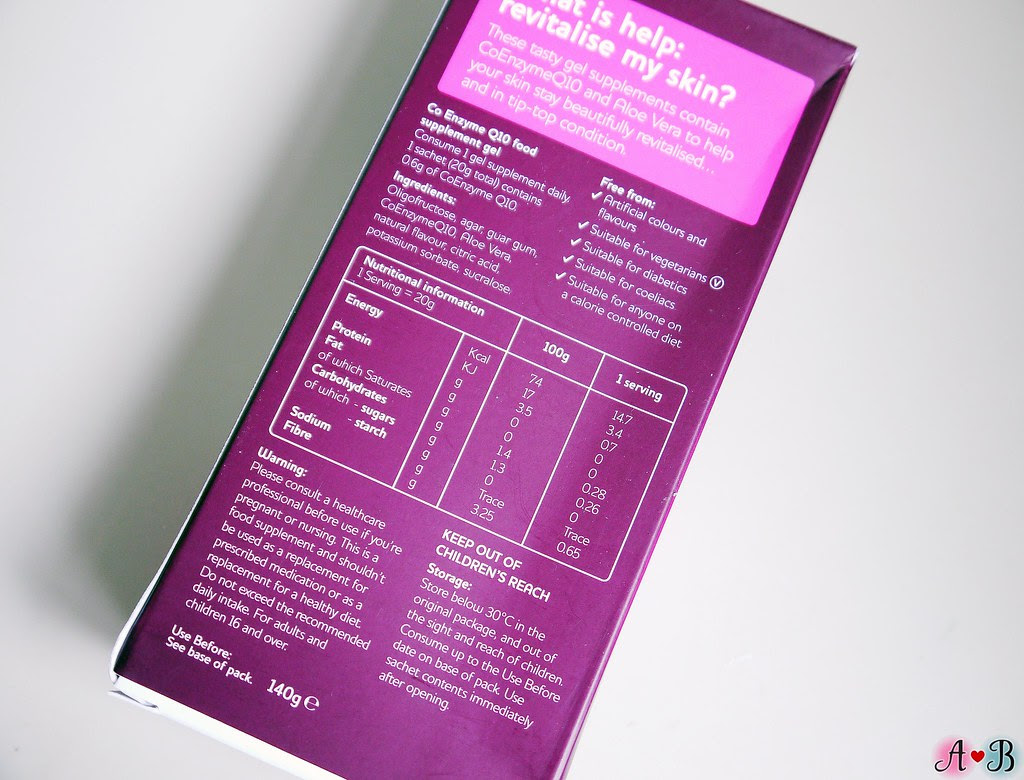 at is help:
revitalise my skin?
These tasty gel supplements contain
CoEnzymeQ10 and Aloe Vera to help
your skin stay beautifully revitalised...
and in tip-top condition.
Co Enzyme Q10 food
supplement gel
Consume 1 gel supplement daily.
1 sachet (20g total) contains
0.6g of CoEnzyme Q10.
Ingredients:
Oligofructose, agar, guar gum,
CoEnzymeQ10, Aloe Vera,
natural flavour, citric acid,
potassium sorbate, sucralose.
Free from:
✓ Artificial colours and
flavours
✓ Suitable for vegetarians Ⓥ
✓ Suitable for diabetics
✓ Suitable for coeliacs
✓ Suitable for anyone on
a calorie controlled diet
Nutritional information
1 Serving = 20g 100g 1 serving
Energy Kcal 74 14.7
KJ 17 3.4
Protein g 3.5 0.7
Fat g 0 0
of which Saturates g 0 0
Carbohydrates g 1.4 0.28
of which - sugars g 1.3 0.26
- starch g 0 0
Sodium g Trace Trace
Fibre g 3.25 0.65
Warning:
Please consult a healthcare
professional before use if you're
pregnant or nursing. This is a
food supplement and shouldn't
be used as a replacement for
prescribed medication or as a
replacement for a healthy diet.
Do not exceed the recommended
daily intake. For adults and
children 16 and over.
Use Before:
See base of pack.
140g ℮
KEEP OUT OF
CHILDREN'S REACH
Storage:
Store below 30°C in the
original package, and out of
the sight and reach of children.
Consume up to the Use Before
date on base of pack. Use
sachet contents immediately
after opening.
A♥B